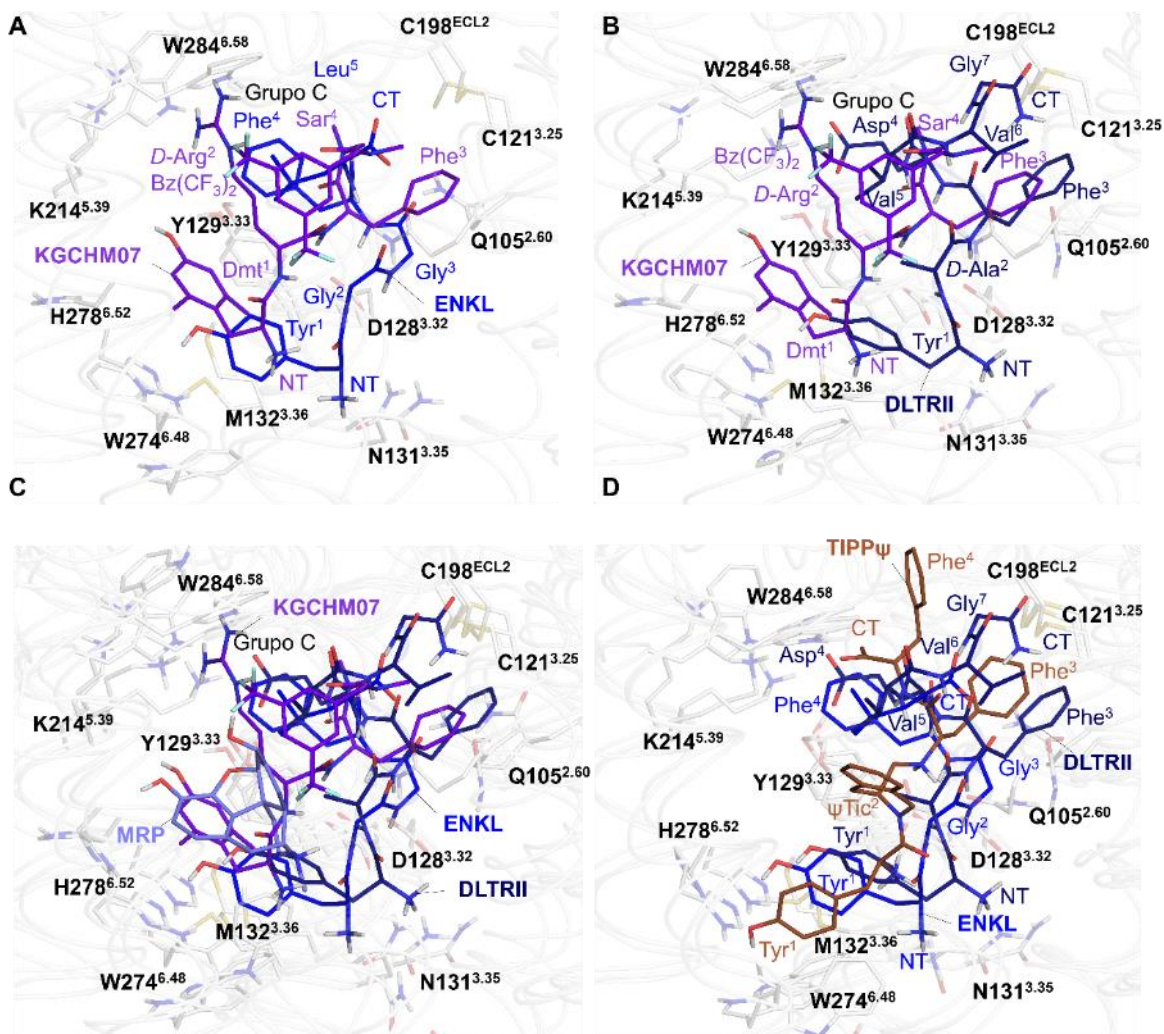 A
W284^6.58
C198^ECL2
Leu^5
Grupo C
CT
Phe^4
Sar^4
C121^3.25
D-Arg^2
Phe^3
Bz(CF3)2
K214^5.39
Y129^3.33
Q105^2.60
KGCHM07
Dmt^1
Gly^3
Gly^2
ENKL
H278^6.52
Tyr^1
D128^3.32
NT
NT
M132^3.36
W274^6.48
N131^3.35
B
C198^ECL2
W284^6.58
Gly^7
Grupo C
CT
Asp^4
Sar^4
C121^3.25
Val^6
Bz(CF3)2
Phe^3
D-Arg^2
K214^5.39
Val^5
Phe^3
Y129^3.33
Q105^2.60
KGCHM07
D-Ala^2
H278^6.52
D128^3.32
Tyr^1
Dmt^1
NT
NT
M132^3.36
DLTRII
W274^6.48
N131^3.35
C
W284^6.58
C198^ECL2
KGCHM07
Grupo C
C121^3.25
K214^5.39
Y129^3.33
Q105^2.60
MRP
ENKL
H278^6.52
D128^3.32
DLTRII
M132^3.36
W274^6.48
N131^3.35
D
TIPPψ
Phe^4
C198^ECL2
W284^6.58
Gly^7
CT
Val^6
C121^3.25
CT
Asp^4
Phe^3
Phe^4
CT
Val^5
Phe^3
K214^5.39
Y129^3.33
Gly^3
DLTRII
ψTic^2
Q105^2.60
H278^6.52
Tyr^1
Gly^2
D128^3.32
Tyr^1
NT
ENKL
Tyr^1
M132^3.36
NT
W274^6.48
N131^3.35